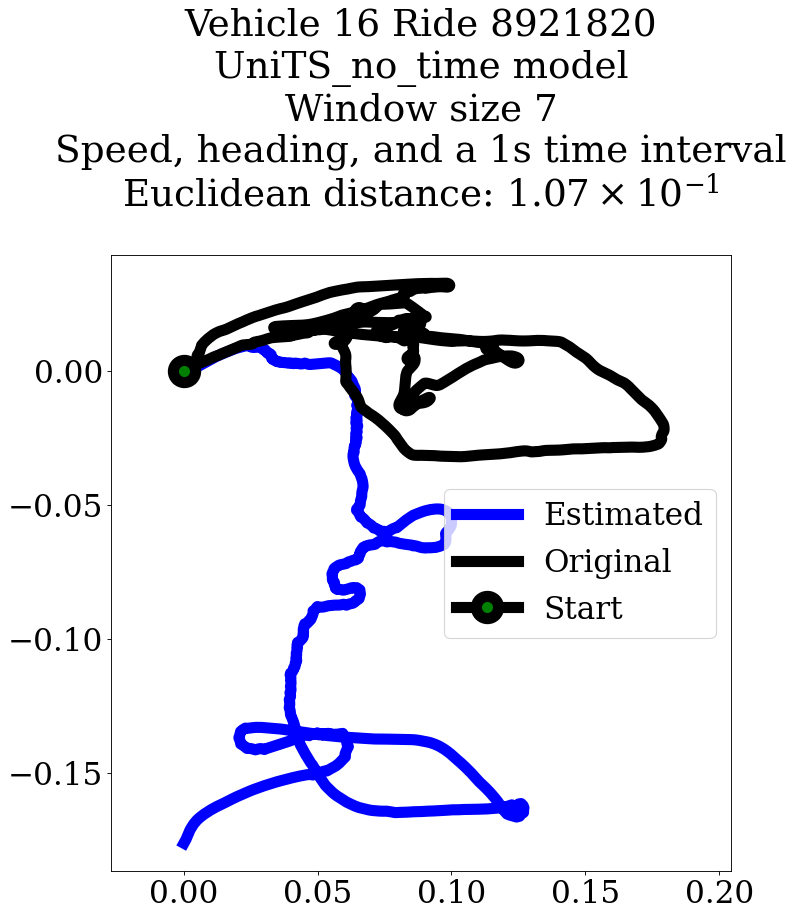 Vehicle 16 Ride 8921820
UniTS_no_time model
Window size 7
Speed, heading, and a 1s time interval
Euclidean distance: 1.07 × 10⁻¹
0.00
−0.05
−0.10
−0.15
Estimated
Original
Start
0.00 0.05 0.10 0.15 0.20